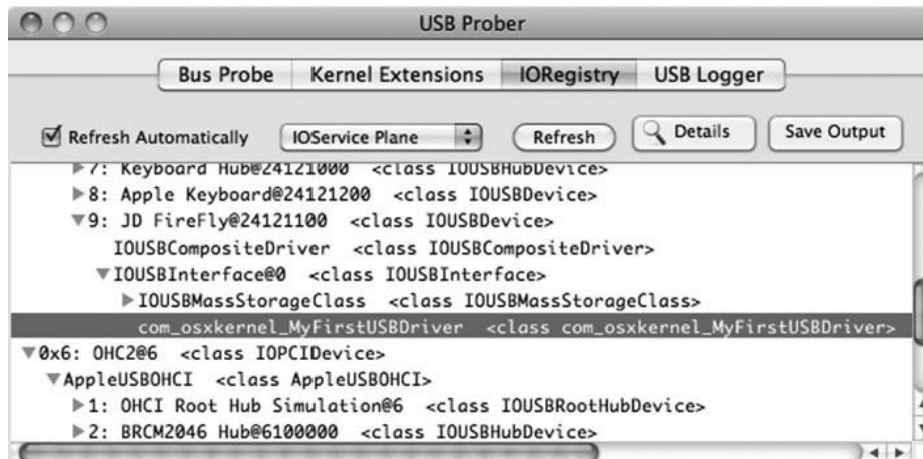 USB Prober
Bus Probe Kernel Extensions IORegistry USB Logger
Refresh Automatically IOService Plane Refresh Details Save Output
7: Keyboard Hub@24121000 <class IOUSBHubDevice>
8: Apple Keyboard@24121200 <class IOUSBDevice>
9: JD FireFly@24121100 <class IOUSBDevice>
IOUSBCompositeDriver <class IOUSBCompositeDriver>
IOUSBInterface@0 <class IOUSBInterface>
IOUSBMassStorageClass <class IOUSBMassStorageClass>
com_osxkernel_MyFirstUSBDriver <class com_osxkernel_MyFirstUSBDriver>
0x6: OHC2@6 <class IOPCIDevice>
AppleUSBOHCI <class AppleUSBOHCI>
1: OHCI Root Hub Simulation@6 <class IOUSBRootHubDevice>
2: BRCM2046 Hub@6100000 <class IOUSBHubDevice>